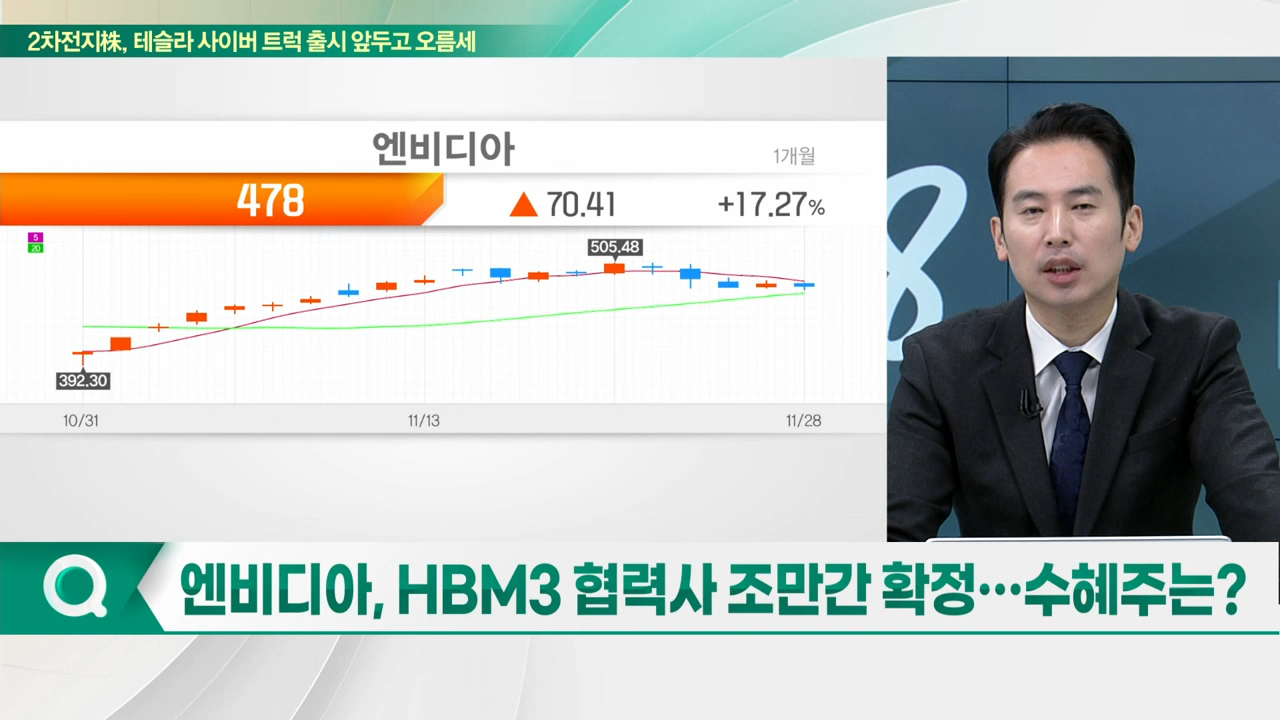 2차전지株, 테슬라 사이버 트럭 출시 앞두고 오름세
엔비디아
1개월
478
▲ 70.41
+17.27%
5
20
505.48
392.30
10/31
11/13
11/28
8
엔비디아, HBM3 협력사 조만간 확정…수혜주는?